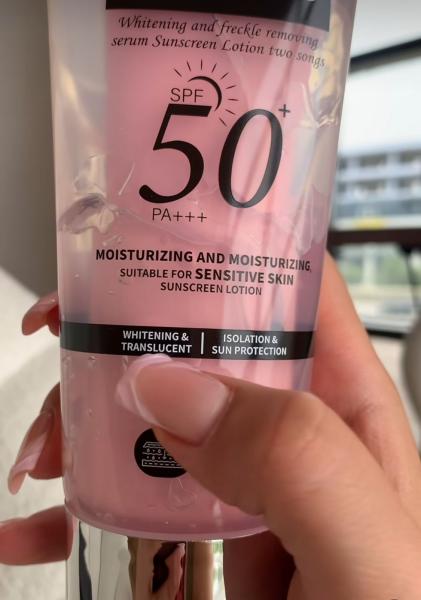 Whitening and freckle removing
serum Sunscreen Lotion two songs
SPF
50+
PA+++
MOISTURIZING AND MOISTURIZING,
SUITABLE FOR SENSITIVE SKIN
SUNSCREEN LOTION
WHITENING & TRANSLUCENT | ISOLATION & SUN PROTECTION